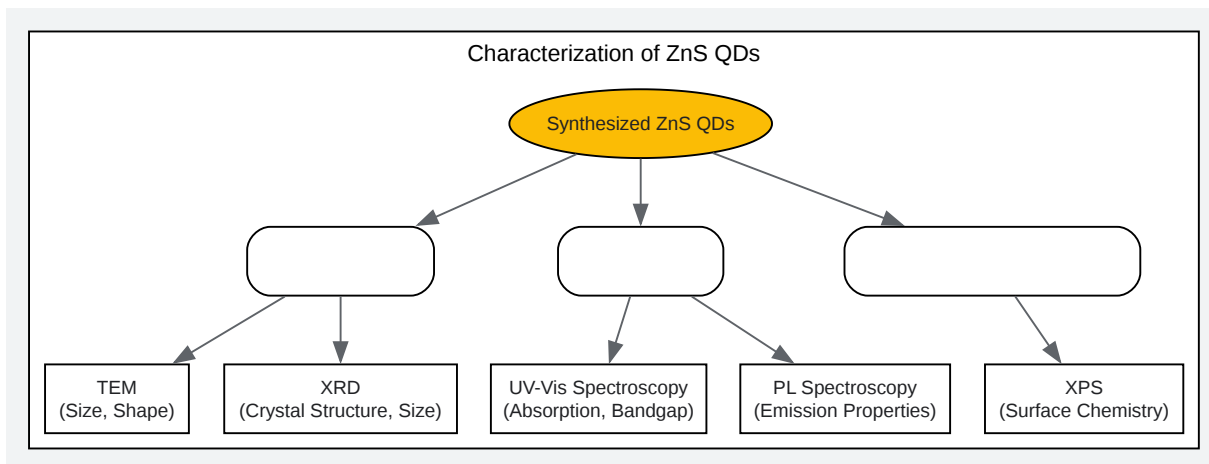 Characterization of ZnS QDs
Synthesized ZnS QDs
TEM
(Size, Shape)
XRD
(Crystal Structure, Size)
UV-Vis Spectroscopy
(Absorption, Bandgap)
PL Spectroscopy
(Emission Properties)
XPS
(Surface Chemistry)